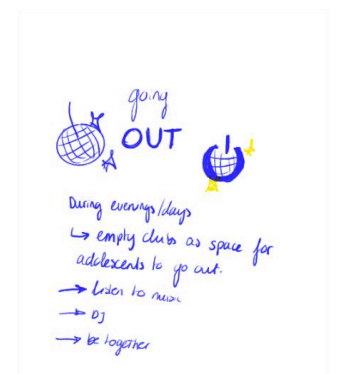 going
OUT
During evenings/days
↳ empty clubs as space for
adolescents to go out.
→ listen to music
→ DJ
→ be together